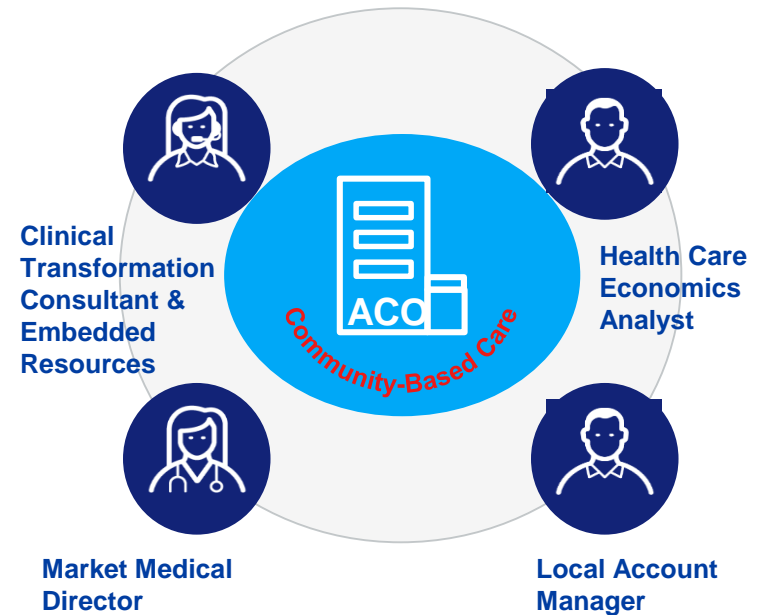 Clinical
Transformation
Consultant &
Embedded
Resources
Health Care
Economics
Analyst
ACO
Community-Based Care
Market Medical
Director
Local Account
Manager